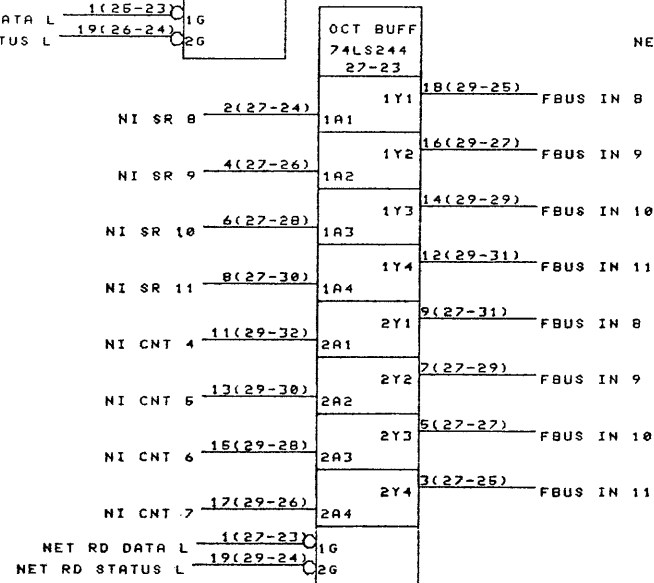 ATA L 1(25-23) 1G
TUS L 19(26-24) 2G
OCT BUFF
74LS244
27-23
NE
1Y1 18(29-25) FBUS IN 8
NI SR 8 2(27-24) 1A1
1Y2 16(29-27) FBUS IN 9
NI SR 9 4(27-26) 1A2
1Y3 14(29-29) FBUS IN 10
NI SR 10 6(27-28) 1A3
1Y4 12(29-31) FBUS IN 11
NI SR 11 8(27-30) 1A4
2Y1 9(27-31) FBUS IN 8
NI CNT 4 11(29-32) 2A1
2Y2 7(27-29) FBUS IN 9
NI CNT 5 13(29-30) 2A2
2Y3 5(27-27) FBUS IN 10
NI CNT 6 15(29-28) 2A3
2Y4 3(27-25) FBUS IN 11
NI CNT 7 17(29-26) 2A4
NET RD DATA L 1(27-23) 1G
NET RD STATUS L 19(29-24) 2G